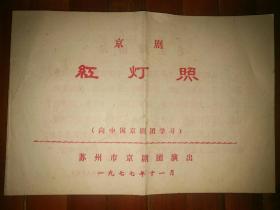 京剧
红灯照
（向中国京剧团学习）
苏州市京剧团演出
一九七七年十一月